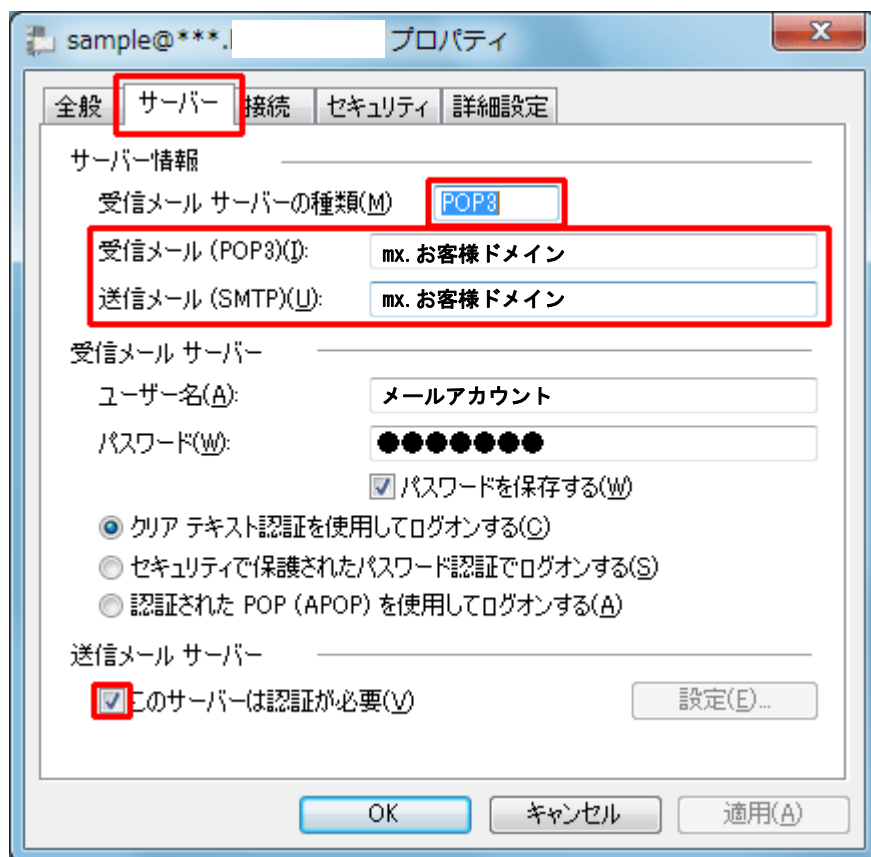 sample@***. プロパティ
全般 サーバー 接続 セキュリティ 詳細設定
サーバー情報
受信メール サーバーの種類(M) POP3
受信メール (POP3)(I): mx.お客様ドメイン
送信メール (SMTP)(U): mx.お客様ドメイン
受信メール サーバー
ユーザー名(A): メールアカウント
パスワード(W): ●●●●●●●
パスワードを保存する(W)
クリア テキスト認証を使用してログオンする(C)
セキュリティで保護されたパスワード認証でログオンする(S)
認証された POP (APOP) を使用してログオンする(A)
送信メール サーバー
このサーバーは認証が必要(V) 設定(E)...
OK キャンセル 適用(A)